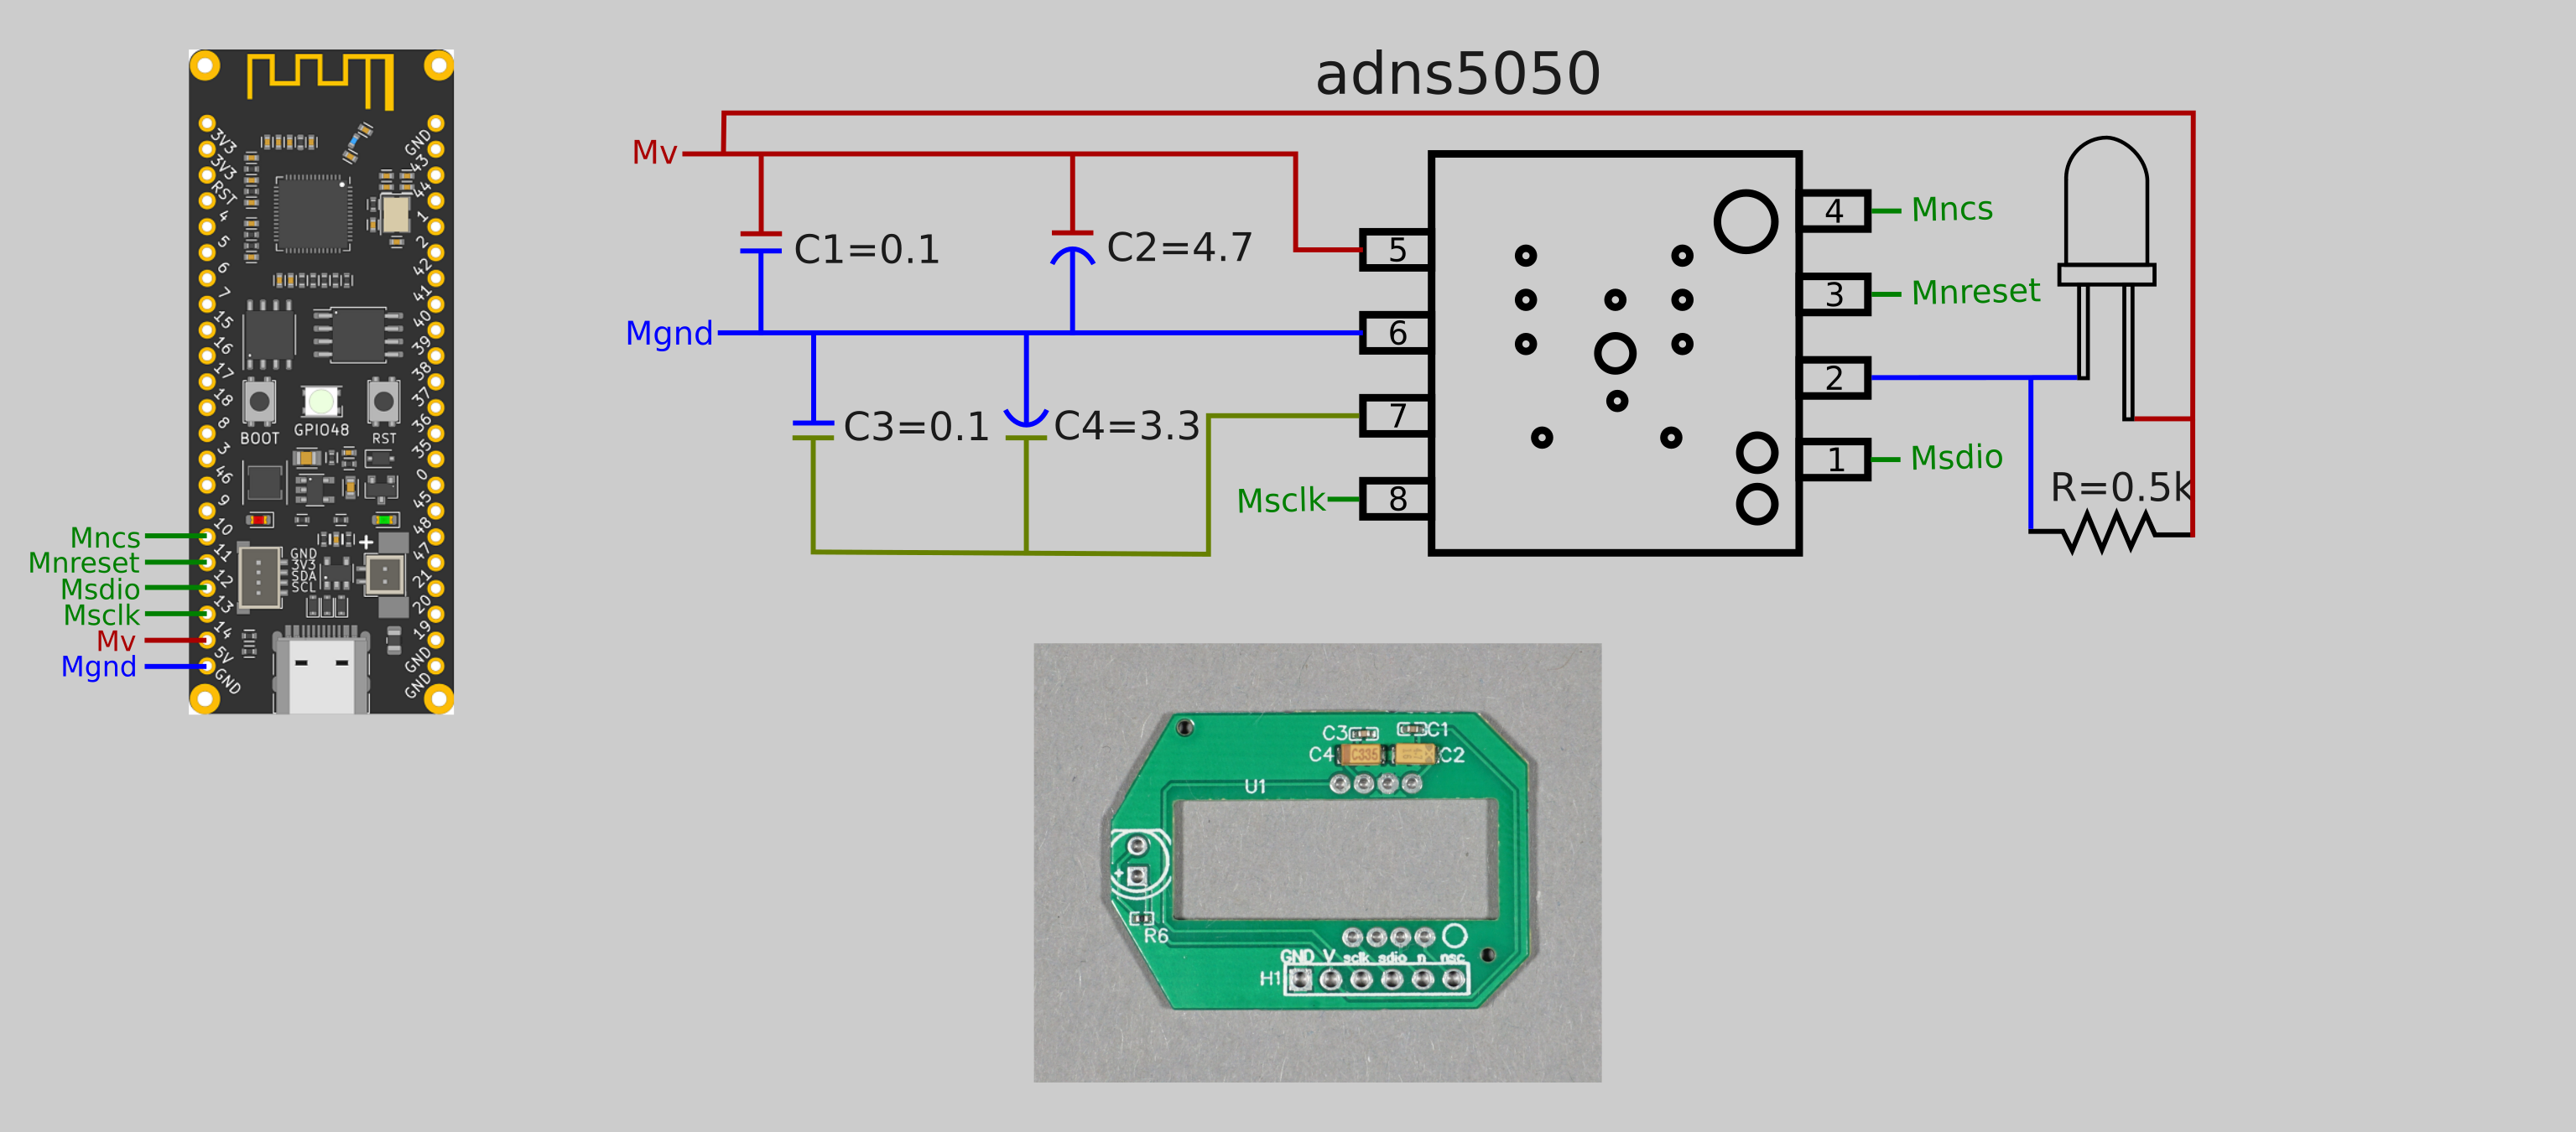 adns5050
3V3
3V3
RST
4
5
6
7
15
16
17
18
8
3
46
9
10
11
12
13
14
5V
GND
GND
43
44
1
2
42
41
40
39
38
37
36
35
0
45
48
47
21
20
19
GND
GND
BOOT
GPIO48
RST
GND
3V3
SDA
SCL
+
Mncs
Mnreset
Msdio
Msclk
Mv
Mgnd
Mv
C1=0.1
C2=4.7
Mgnd
C3=0.1
C4=3.3
Msclk
5
6
7
8
4
3
2
1
Mncs
Mnreset
Msdio
R=0.5k
C3
C1
C4
C335
C2
U1
+
R6
GND V sclk sdio n nsc
H1